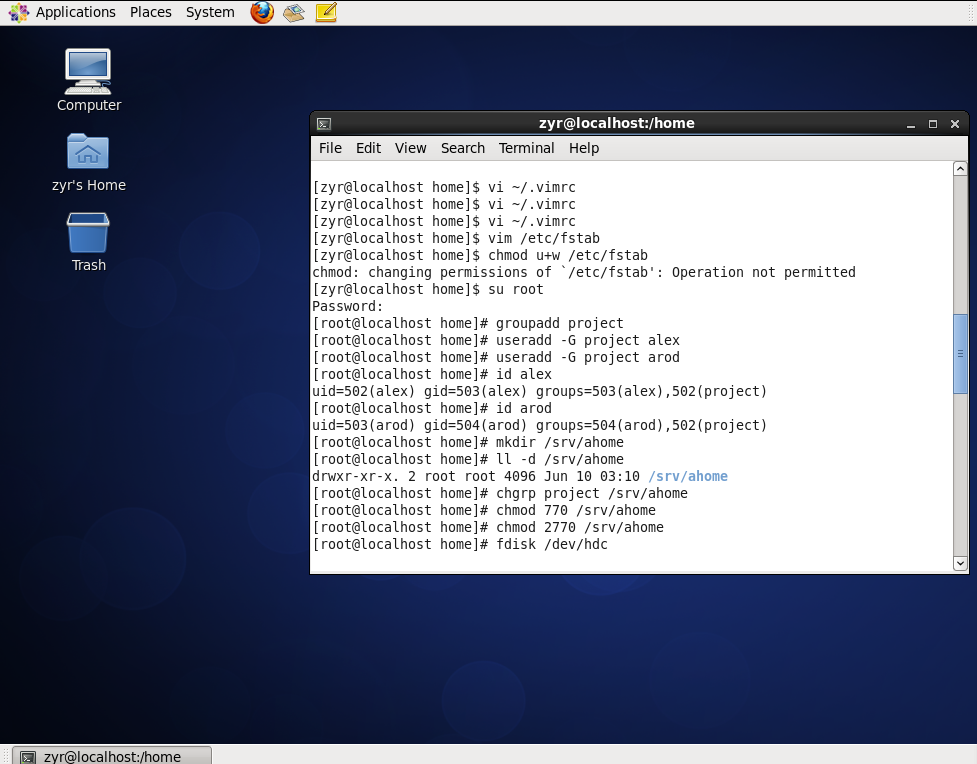 Applications Places System
Computer
zyr's Home
Trash
zyr@localhost:/home
File Edit View Search Terminal Help
[zyr@localhost home]$ vi ~/.vimrc
[zyr@localhost home]$ vi ~/.vimrc
[zyr@localhost home]$ vi ~/.vimrc
[zyr@localhost home]$ vim /etc/fstab
[zyr@localhost home]$ chmod u+w /etc/fstab
chmod: changing permissions of `/etc/fstab': Operation not permitted
[zyr@localhost home]$ su root
Password:
[root@localhost home]# groupadd project
[root@localhost home]# useradd -G project alex
[root@localhost home]# useradd -G project arod
[root@localhost home]# id alex
uid=502(alex) gid=503(alex) groups=503(alex),502(project)
[root@localhost home]# id arod
uid=503(arod) gid=504(arod) groups=504(arod),502(project)
[root@localhost home]# mkdir /srv/ahome
[root@localhost home]# ll -d /srv/ahome
drwxr-xr-x. 2 root root 4096 Jun 10 03:10 /srv/ahome
[root@localhost home]# chgrp project /srv/ahome
[root@localhost home]# chmod 770 /srv/ahome
[root@localhost home]# chmod 2770 /srv/ahome
[root@localhost home]# fdisk /dev/hdc
zyr@localhost:/home